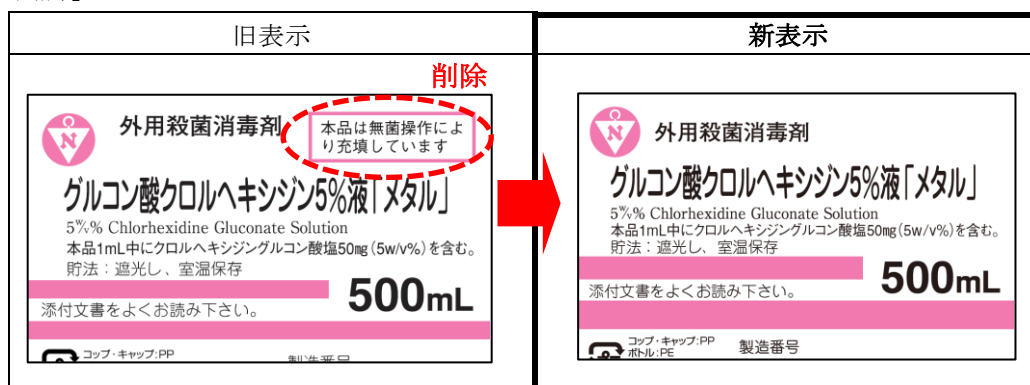 旧表示
新表示
削除
N
外用殺菌消毒剤
本品は無菌操作によ
り充填しています
グルコン酸クロルヘキシジン5%液「メタル」
5w/v% Chlorhexidine Gluconate Solution
本品1mL中にクロルヘキシジングルコン酸塩50mg(5w/v%)を含む。
貯法:遮光し、室温保存
500mL
添付文書をよくお読み下さい。
コップ・キャップ:PP
製造番号
N
外用殺菌消毒剤
グルコン酸クロルヘキシジン5%液「メタル」
5w/v% Chlorhexidine Gluconate Solution
本品1mL中にクロルヘキシジングルコン酸塩50mg(5w/v%)を含む。
貯法:遮光し、室温保存
500mL
添付文書をよくお読み下さい。
コップ・キャップ:PP
ボトル:PE
製造番号